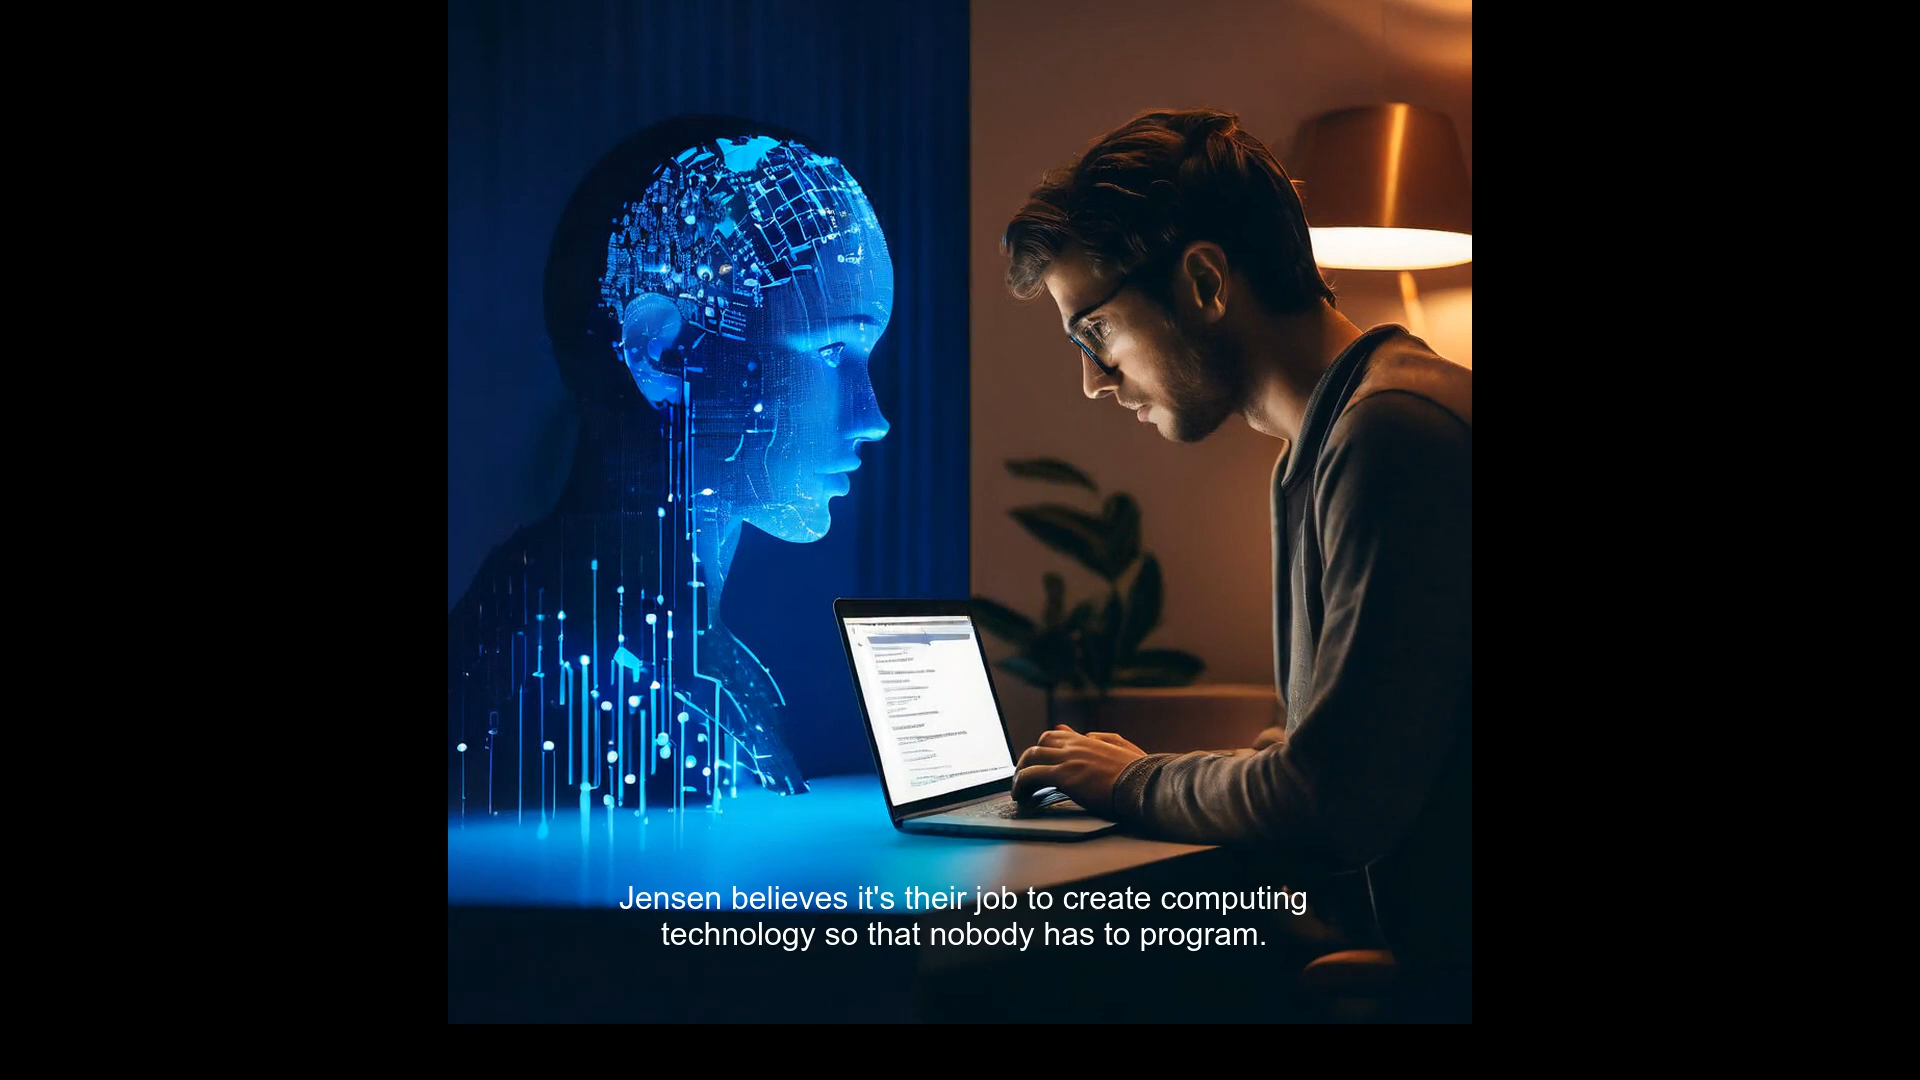 Jensen believes it's their job to create computing
technology so that nobody has to program.